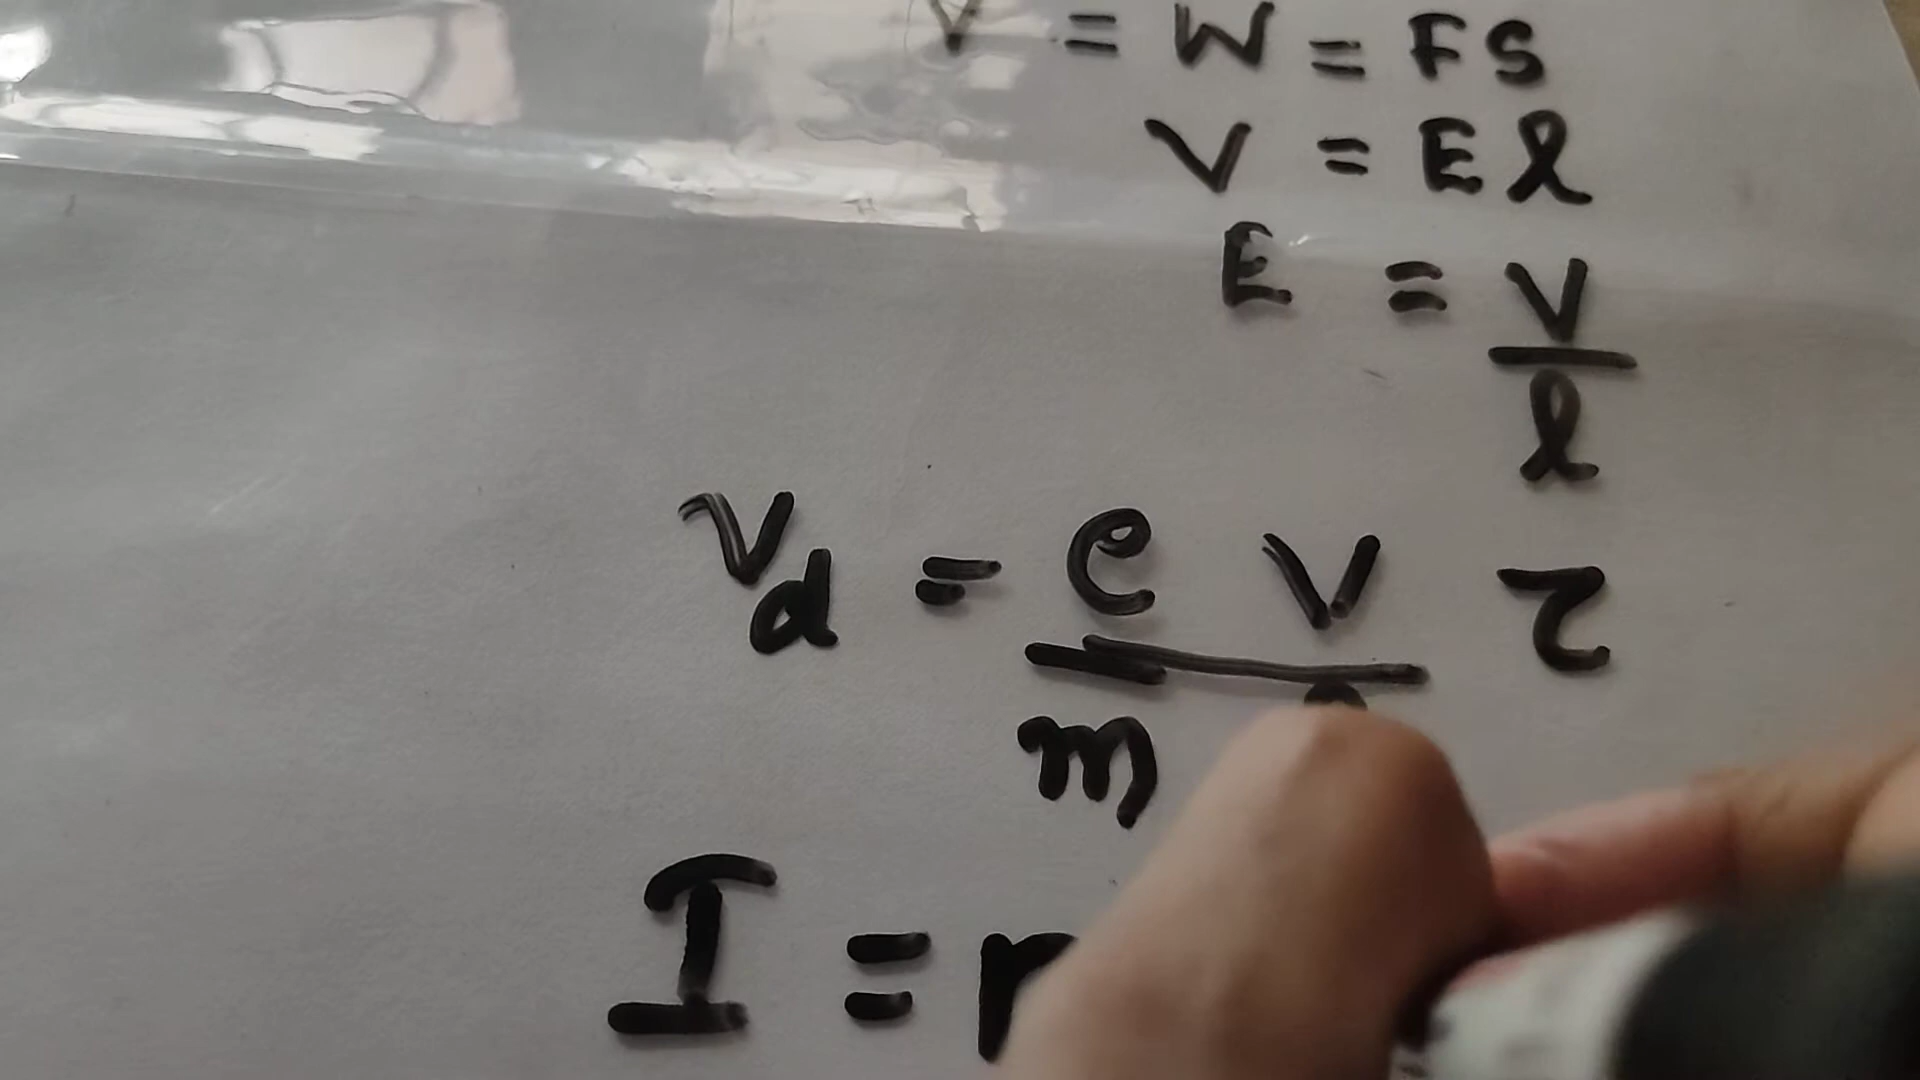 V = W = FS
V = El
E = V/l
Vd = e V/m τ
I = n